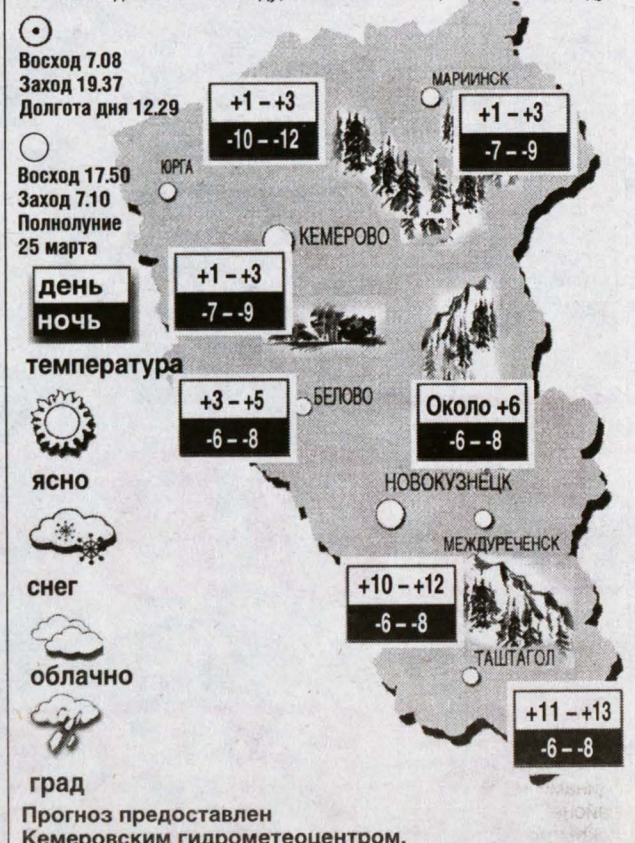 Восход 7.08
Заход 19.37
Долгота дня 12.29
Восход 17.50
Заход 7.10
Полнолуние
25 марта
день
ночь
температура
ясно
снег
облачно
град
МАРИИНСК
+1 – +3
-10 – -12
+1 – +3
-7 – -9
ЮРГА
КЕМЕРОВО
+1 – +3
-7 – -9
+3 – +5
-6 – -8
БЕЛОВО
Около +6
-6 – -8
НОВОКУЗНЕЦК
МЕЖДУРЕЧЕНСК
+10 – +12
-6 – -8
ТАШТАГОЛ
+11 – +13
-6 – -8
Прогноз предоставлен
Кемеровским гидрометеоцентром.